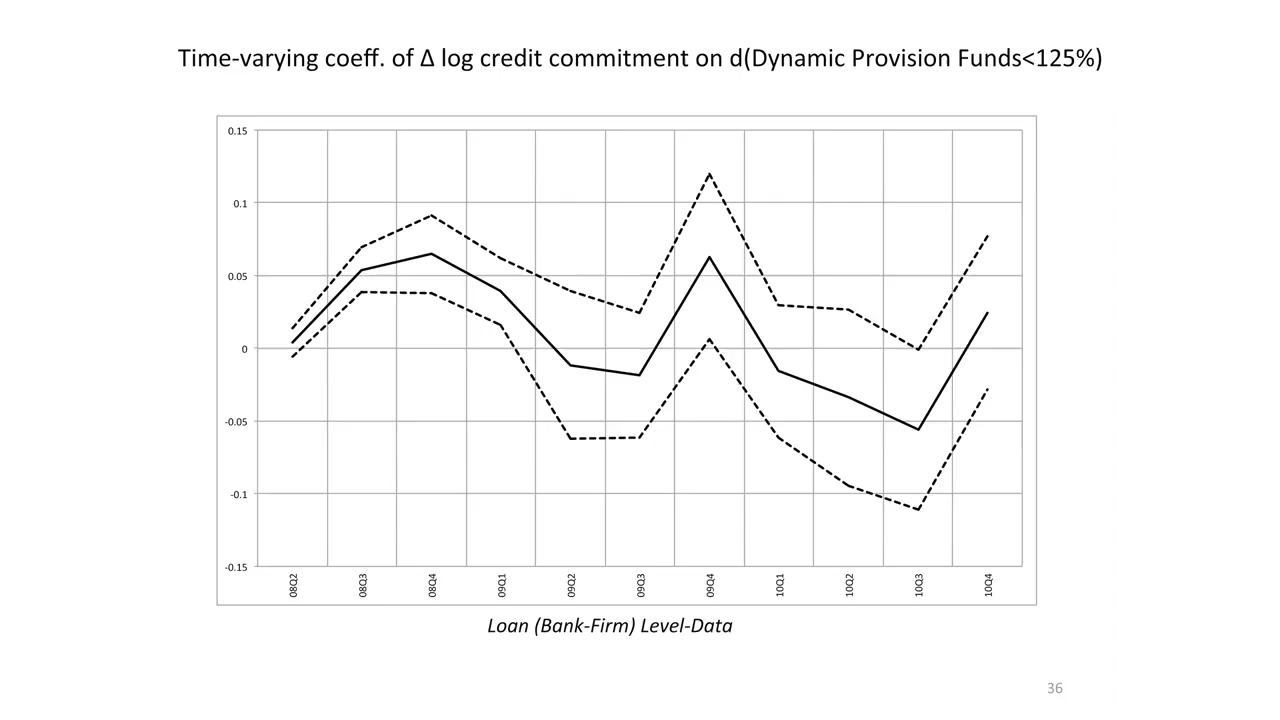 Time-varying coeff. of Δ log credit commitment on d(Dynamic Provision Funds<125%)
0.15
0.1
0.05
0
-0.05
-0.1
-0.15
08Q2 08Q3 08Q4 09Q1 09Q2 09Q3 09Q4 10Q1 10Q2 10Q3 10Q4
Loan (Bank-Firm) Level-Data
36